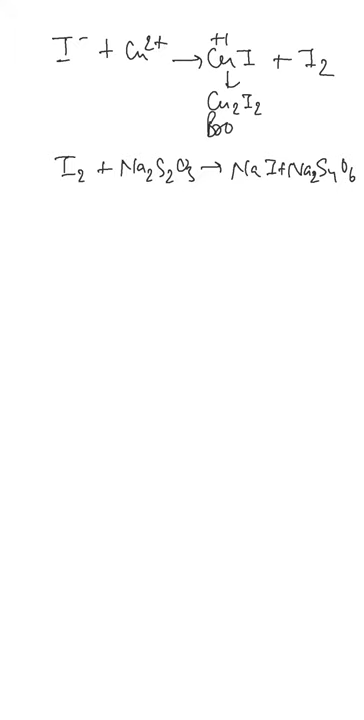 I⁻ + Cu²⁺ → CuI + I₂
+1
↓
Cu₂I₂
I₂ + Na₂S₂O₃ → NaI + Na₂S₄O₆